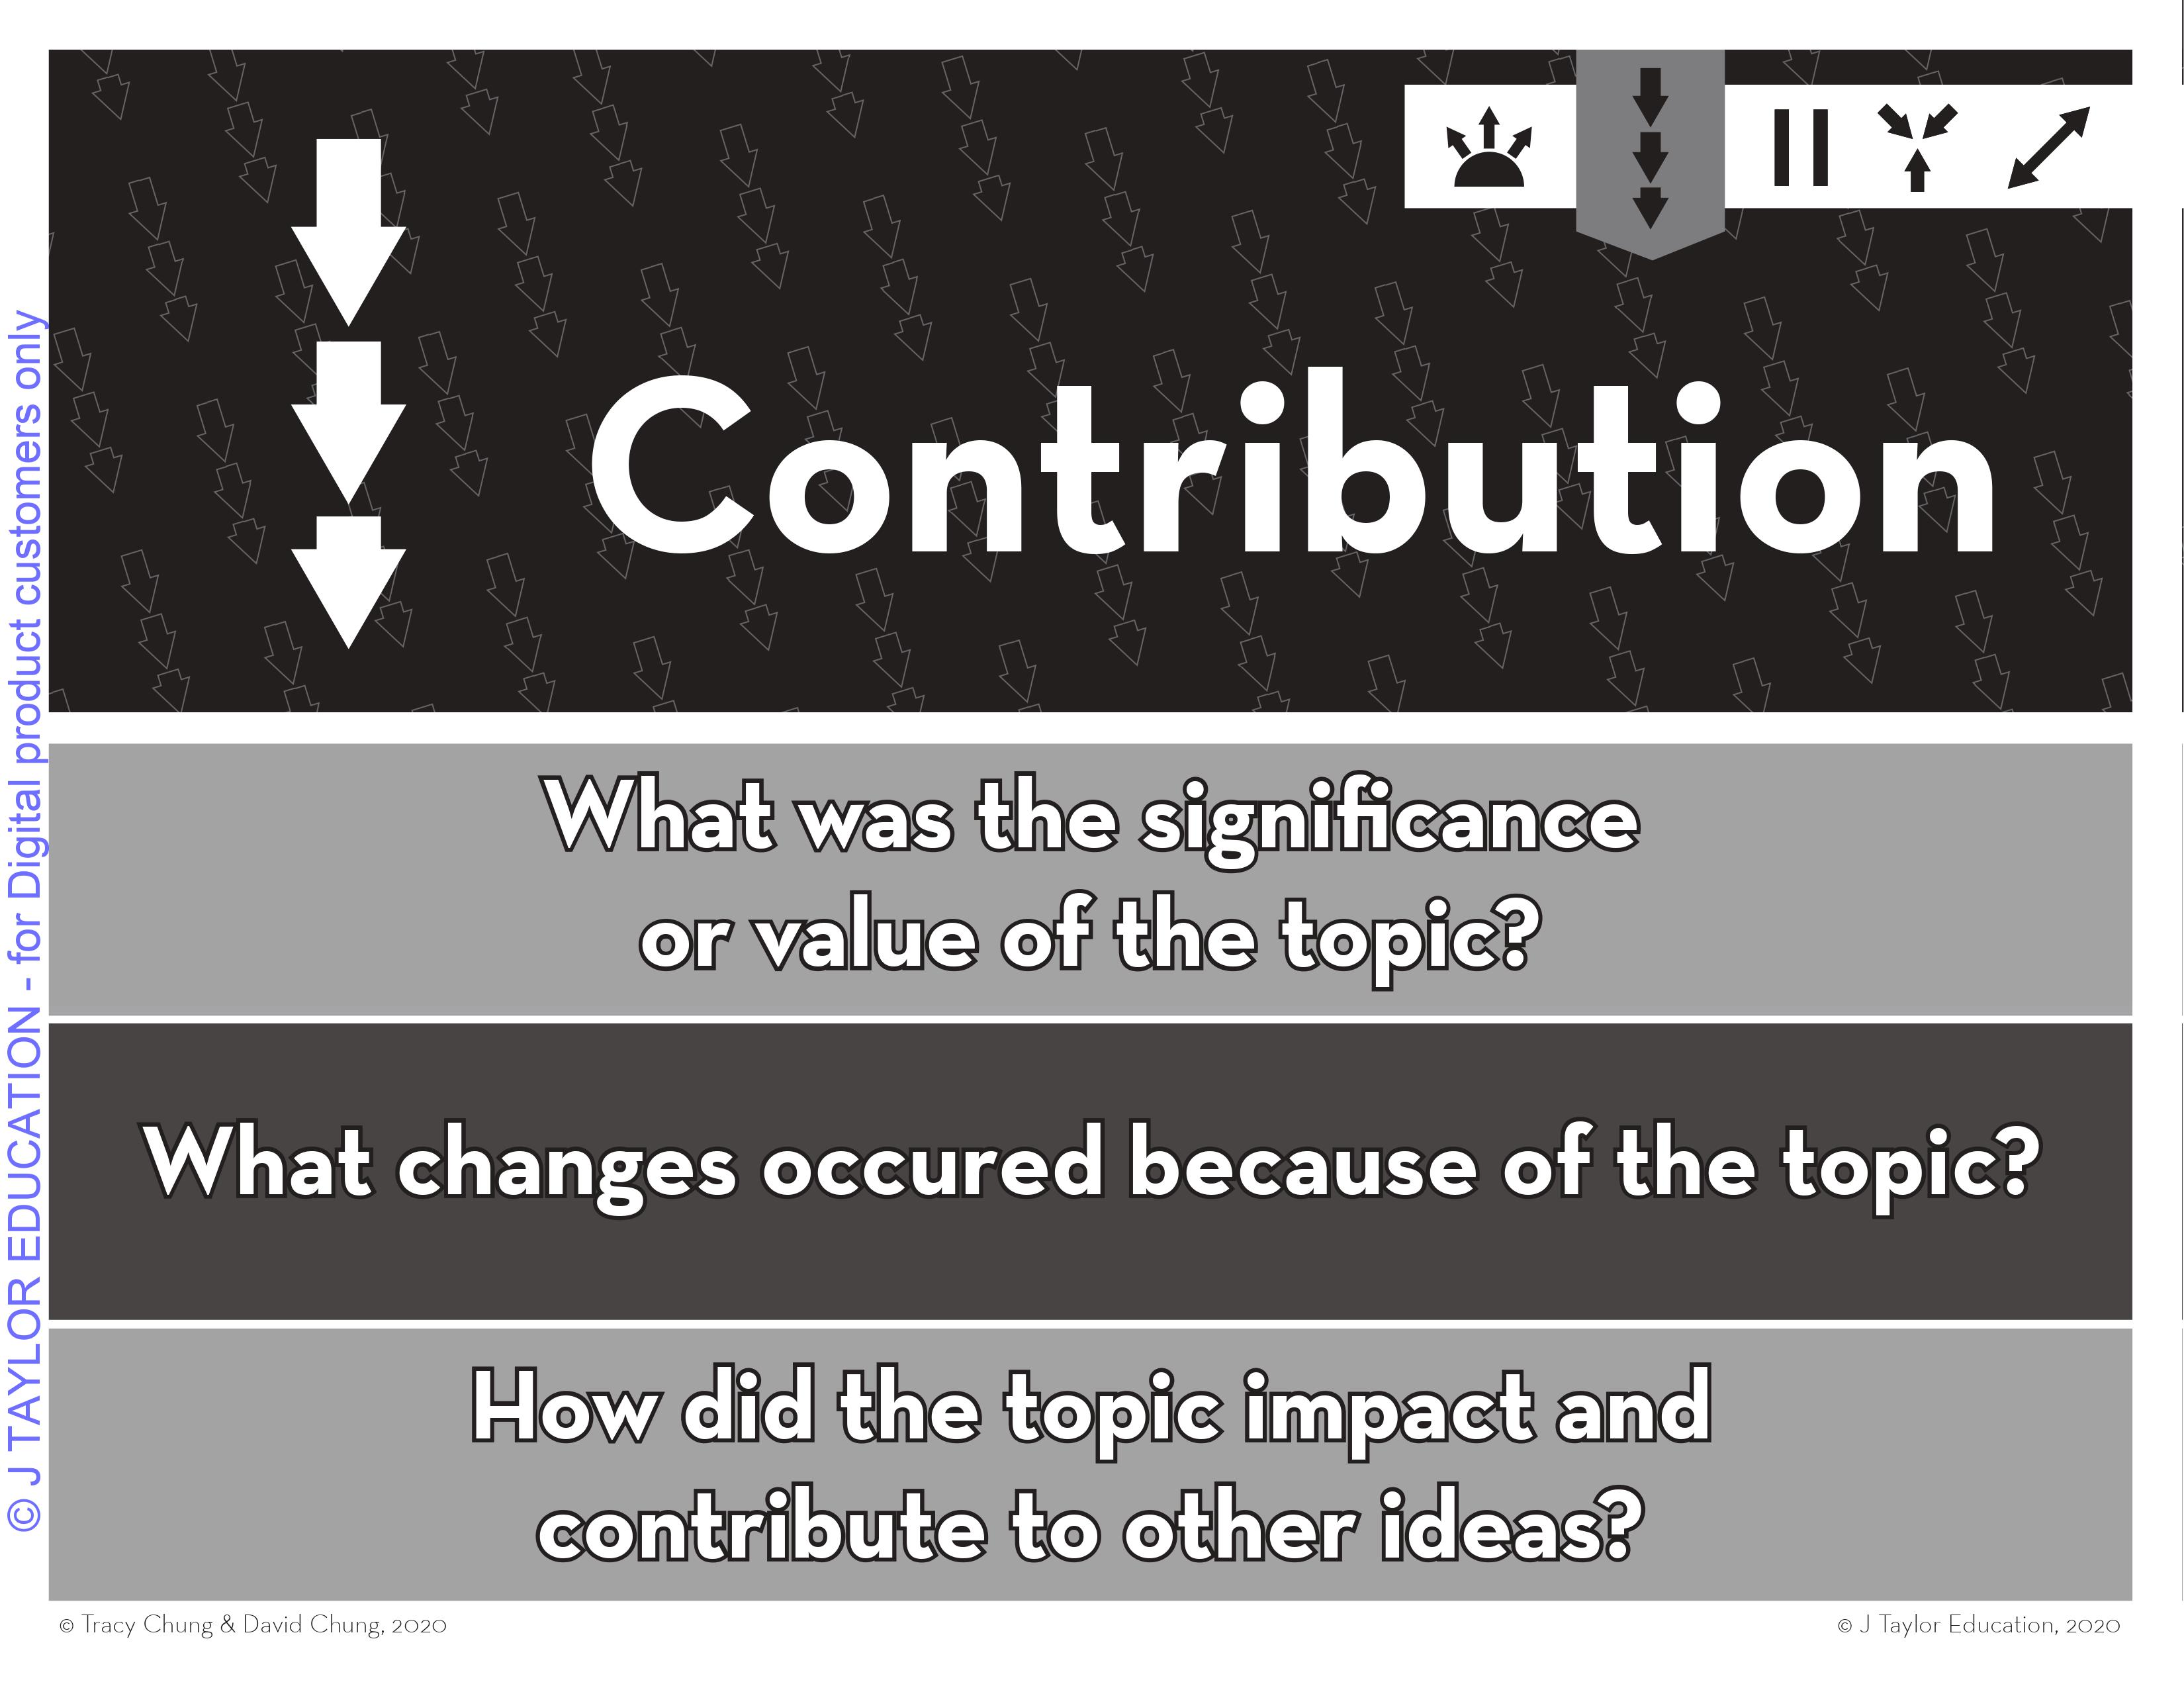 Contribution
What was the significance
or value of the topic?
What changes occured because of the topic?
How did the topic impact and
contribute to other ideas?
© Tracy Chung & David Chung, 2020
© J Taylor Education, 2020
© J TAYLOR EDUCATION - for Digital product customers only